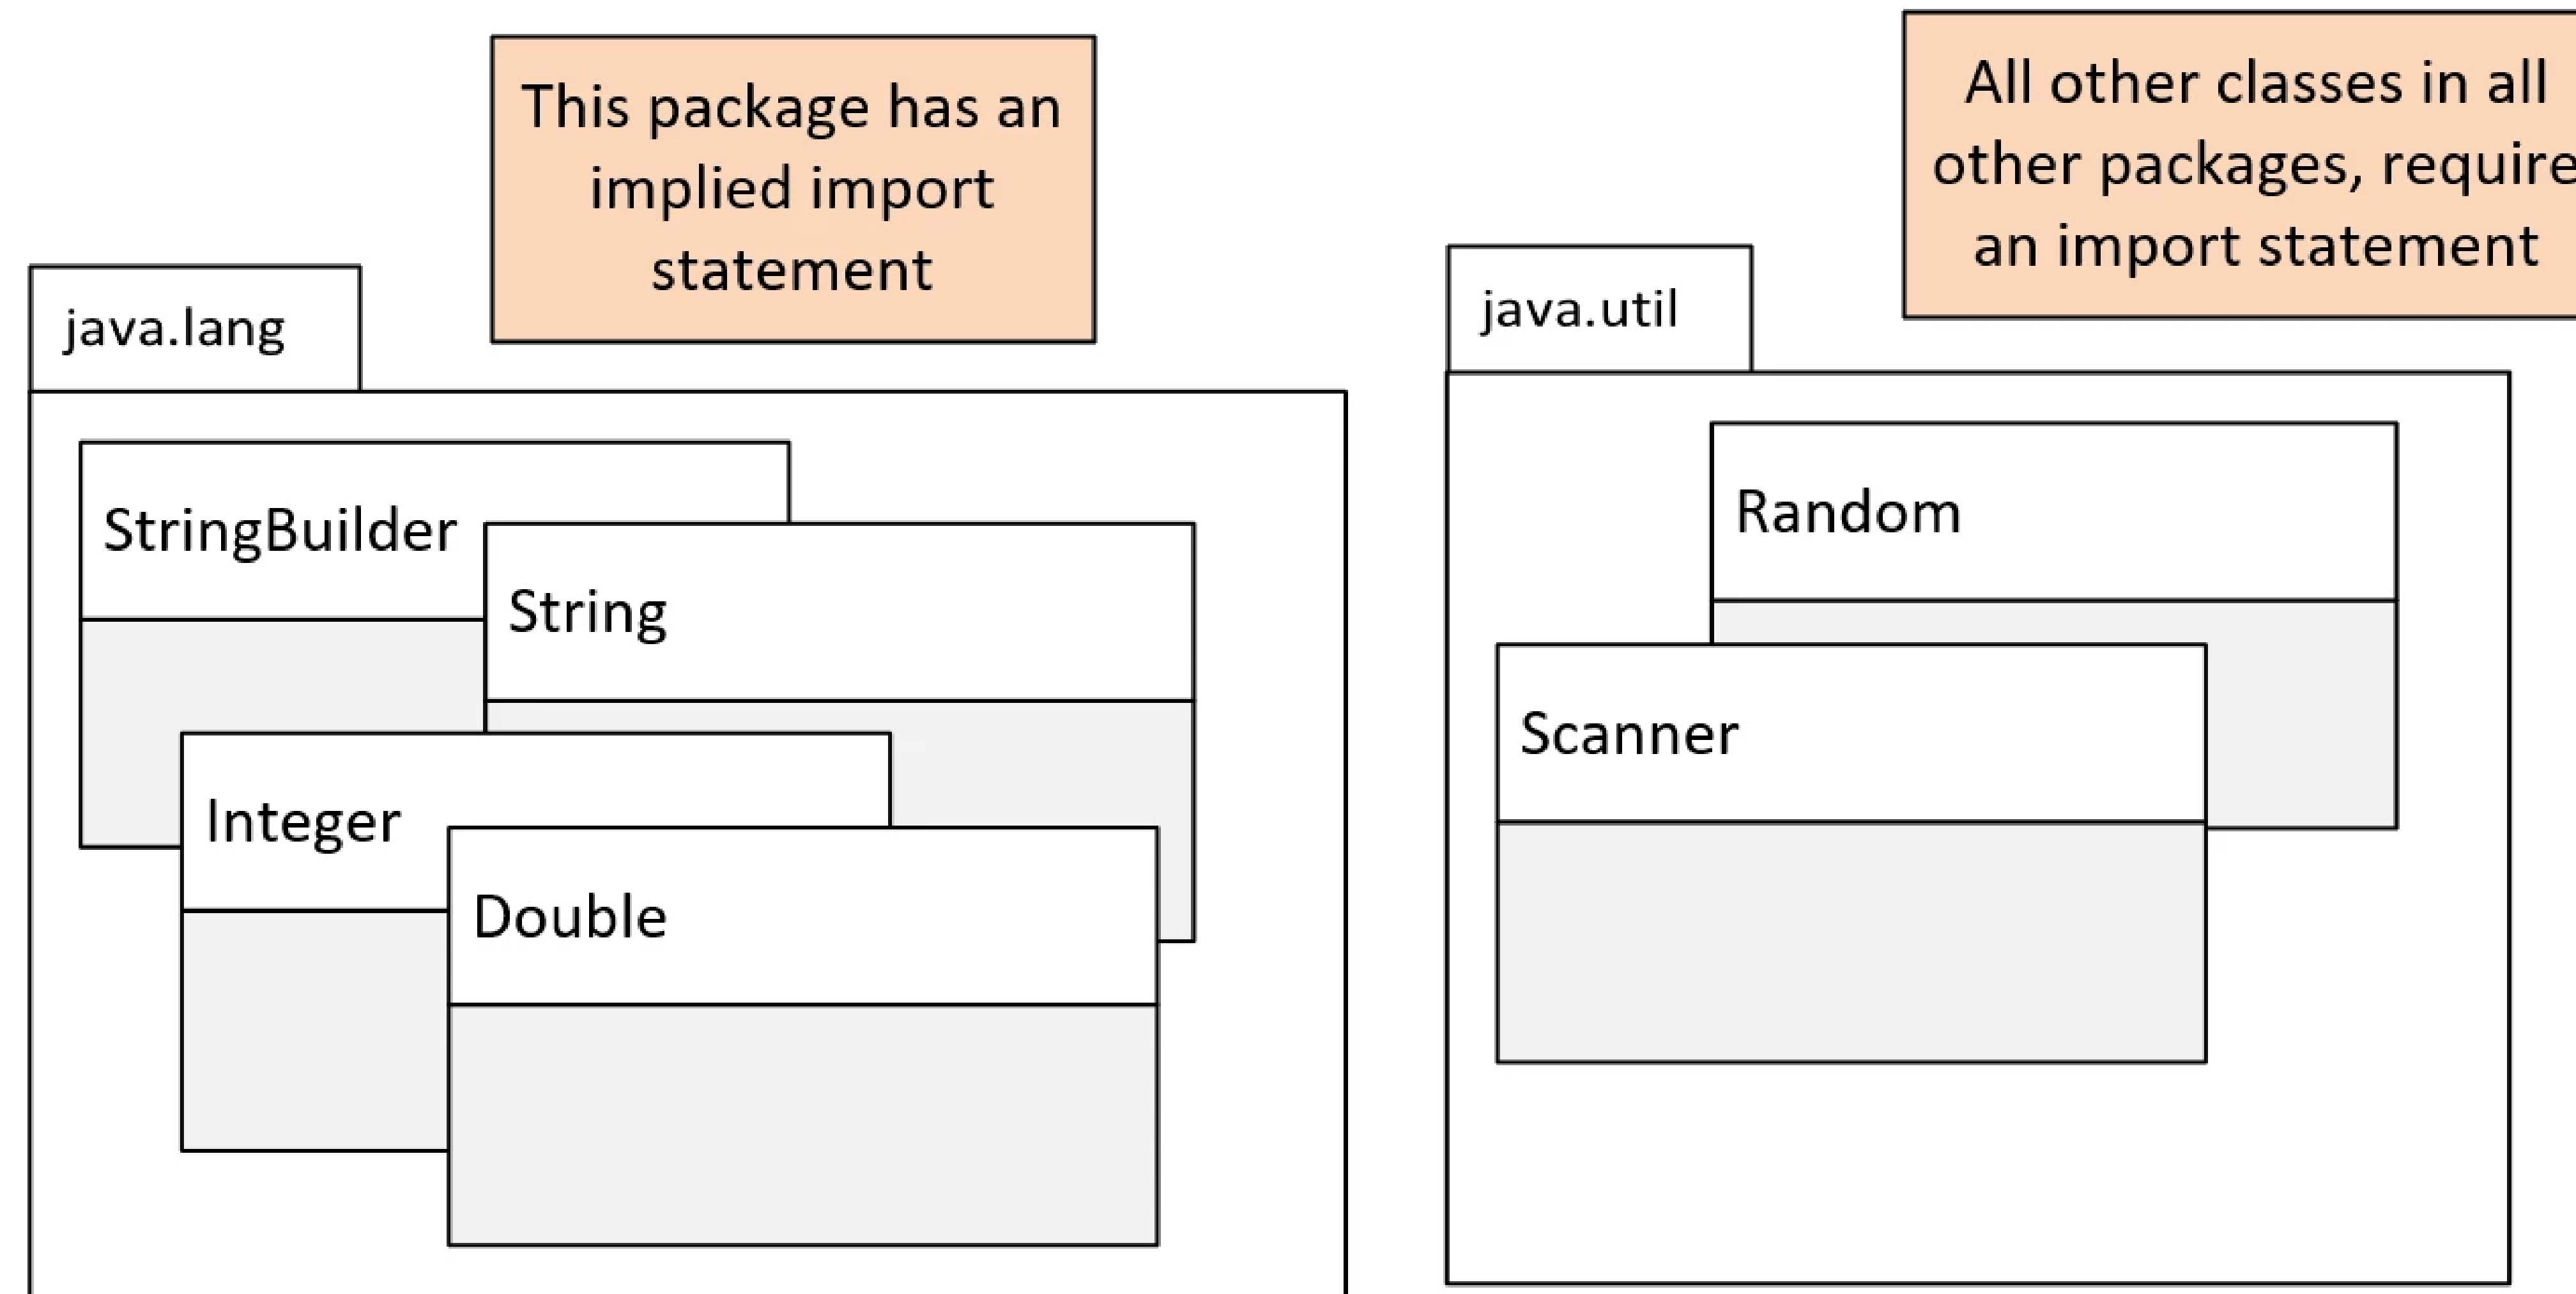 This package has an
implied import
statement
java.lang
StringBuilder
String
Integer
Double
All other classes in all
other packages, require
an import statement
java.util
Random
Scanner